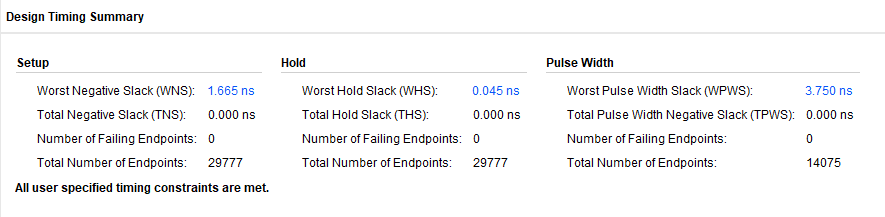 Design Timing Summary
Setup Hold Pulse Width
Worst Negative Slack (WNS): 1.665 ns Worst Hold Slack (WHS): 0.045 ns Worst Pulse Width Slack (WPWS): 3.750 ns
Total Negative Slack (TNS): 0.000 ns Total Hold Slack (THS): 0.000 ns Total Pulse Width Negative Slack (TPWS): 0.000 ns
Number of Failing Endpoints: 0 Number of Failing Endpoints: 0 Number of Failing Endpoints: 0
Total Number of Endpoints: 29777 Total Number of Endpoints: 29777 Total Number of Endpoints: 14075
All user specified timing constraints are met.